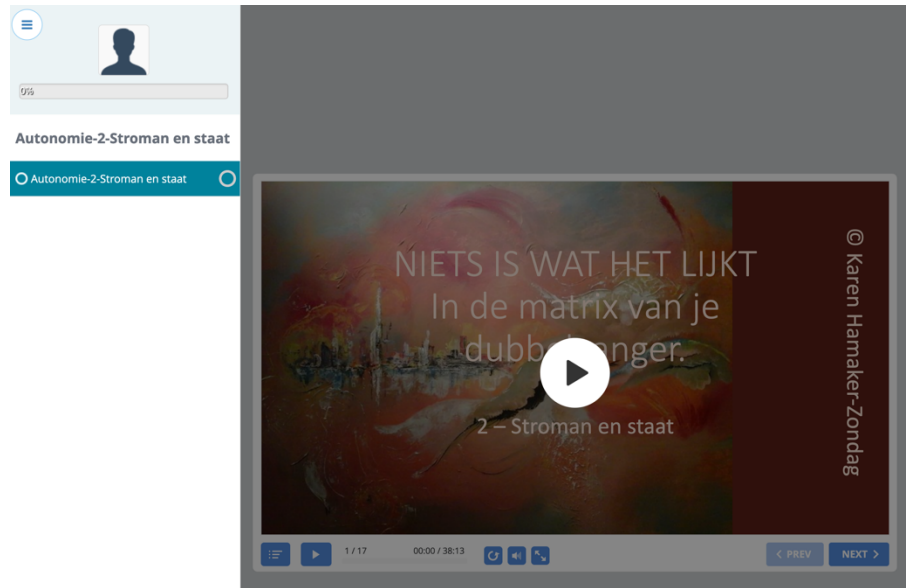 0%
Autonomie-2-Stroman en staat
Autonomie-2-Stroman en staat
NIETS IS WAT HET LIJKT
In de matrix van je
dubbelganger.
2 – Stroman en staat
© Karen Hamaker-Zondag
1 / 17
00:00 / 38:13
< PREV
NEXT >